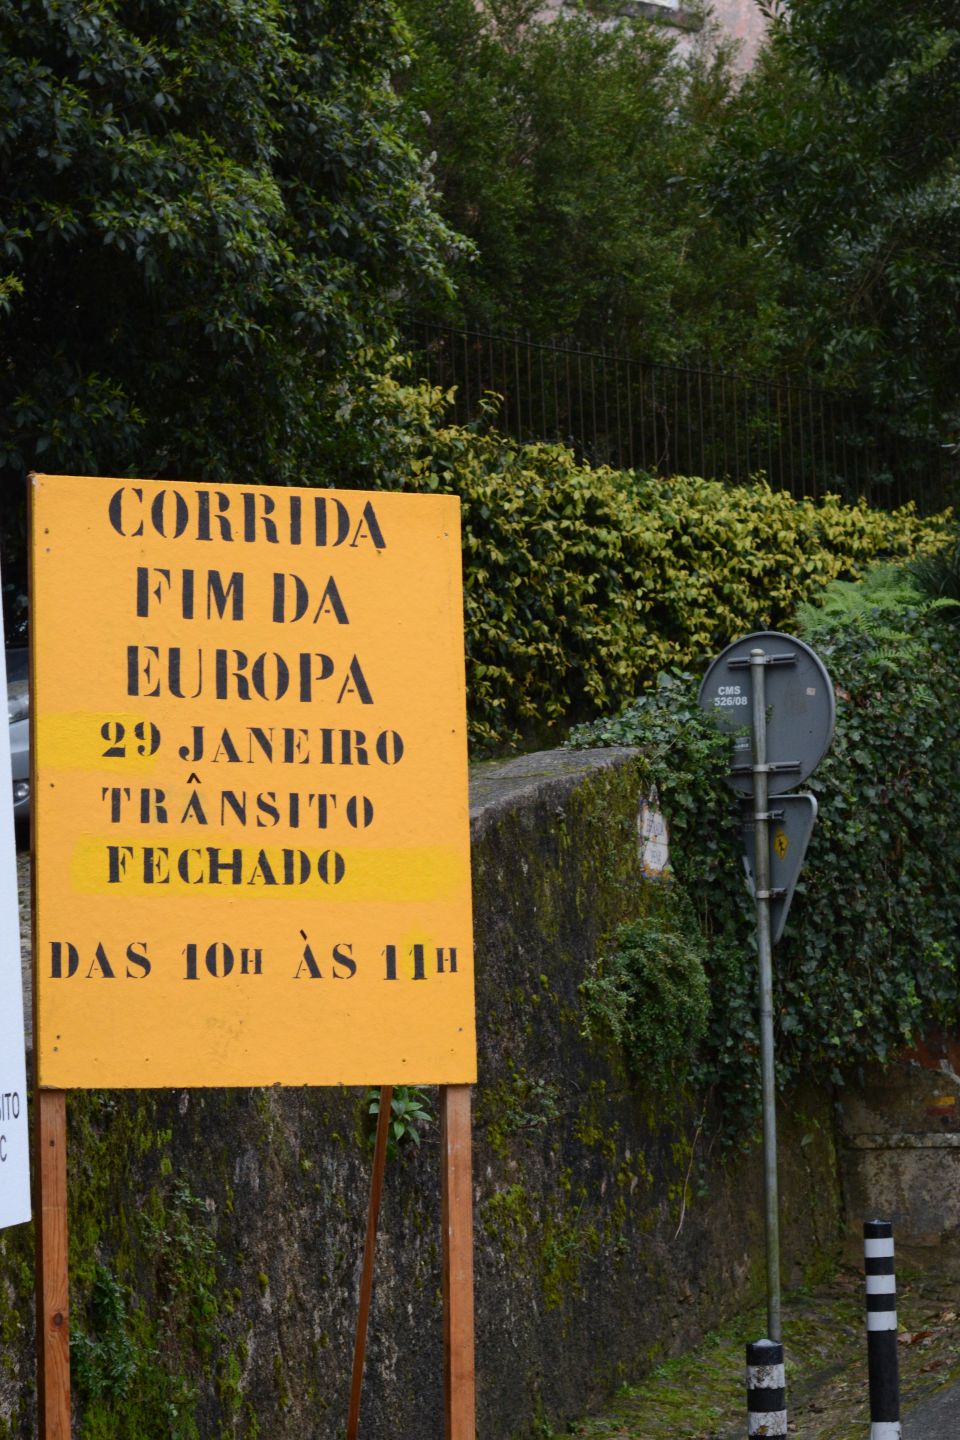 CORRIDA
FIM DA
EUROPA
29 JANEIRO
TRÂNSITO
FECHADO
DAS 10H ÀS 11H
CMS
526/08